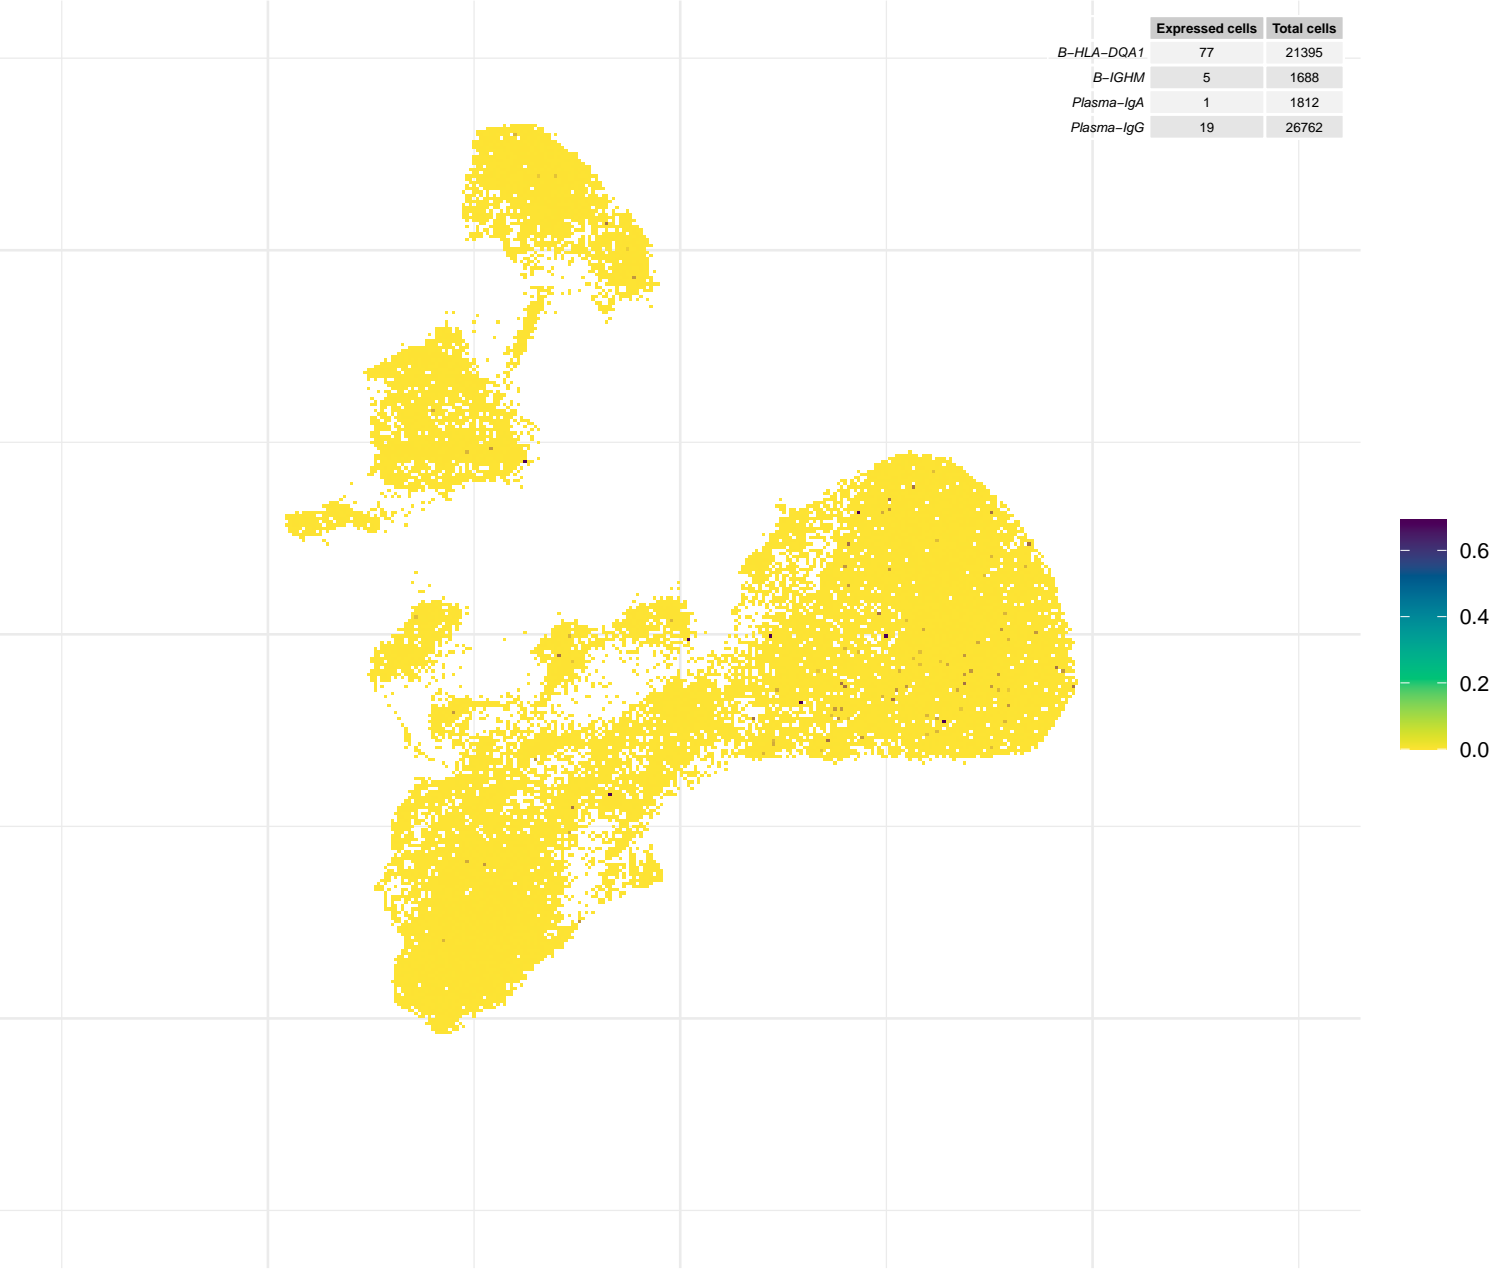 Expressed cells Total cells
B−HLA−DQA1 77 21395
B−IGHM 5 1688
Plasma−IgA 1 1812
Plasma−IgG 19 26762
0.6
0.4
0.2
0.0